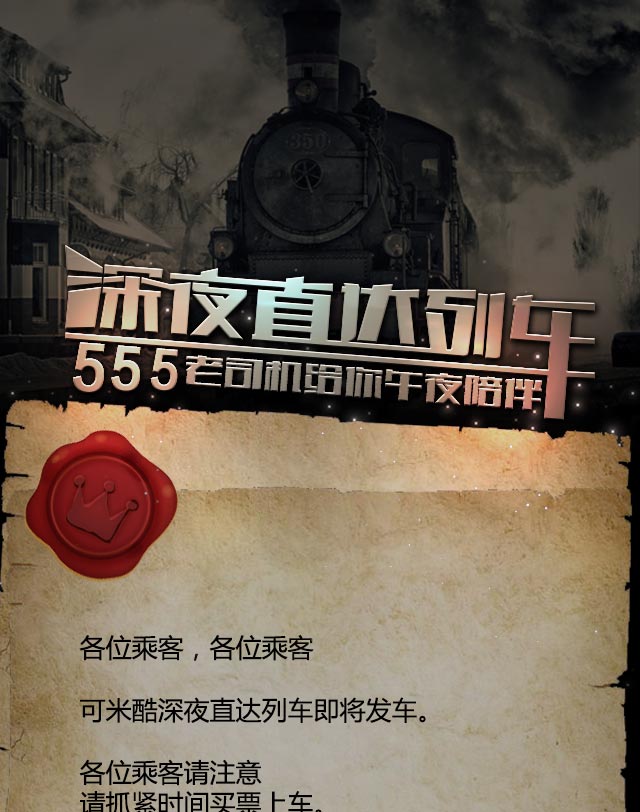 350
深夜直达列车
555老司机给你午夜陪伴
各位乘客，各位乘客
可米酷深夜直达列车即将发车。
各位乘客请注意
请抓紧时间买票上车。